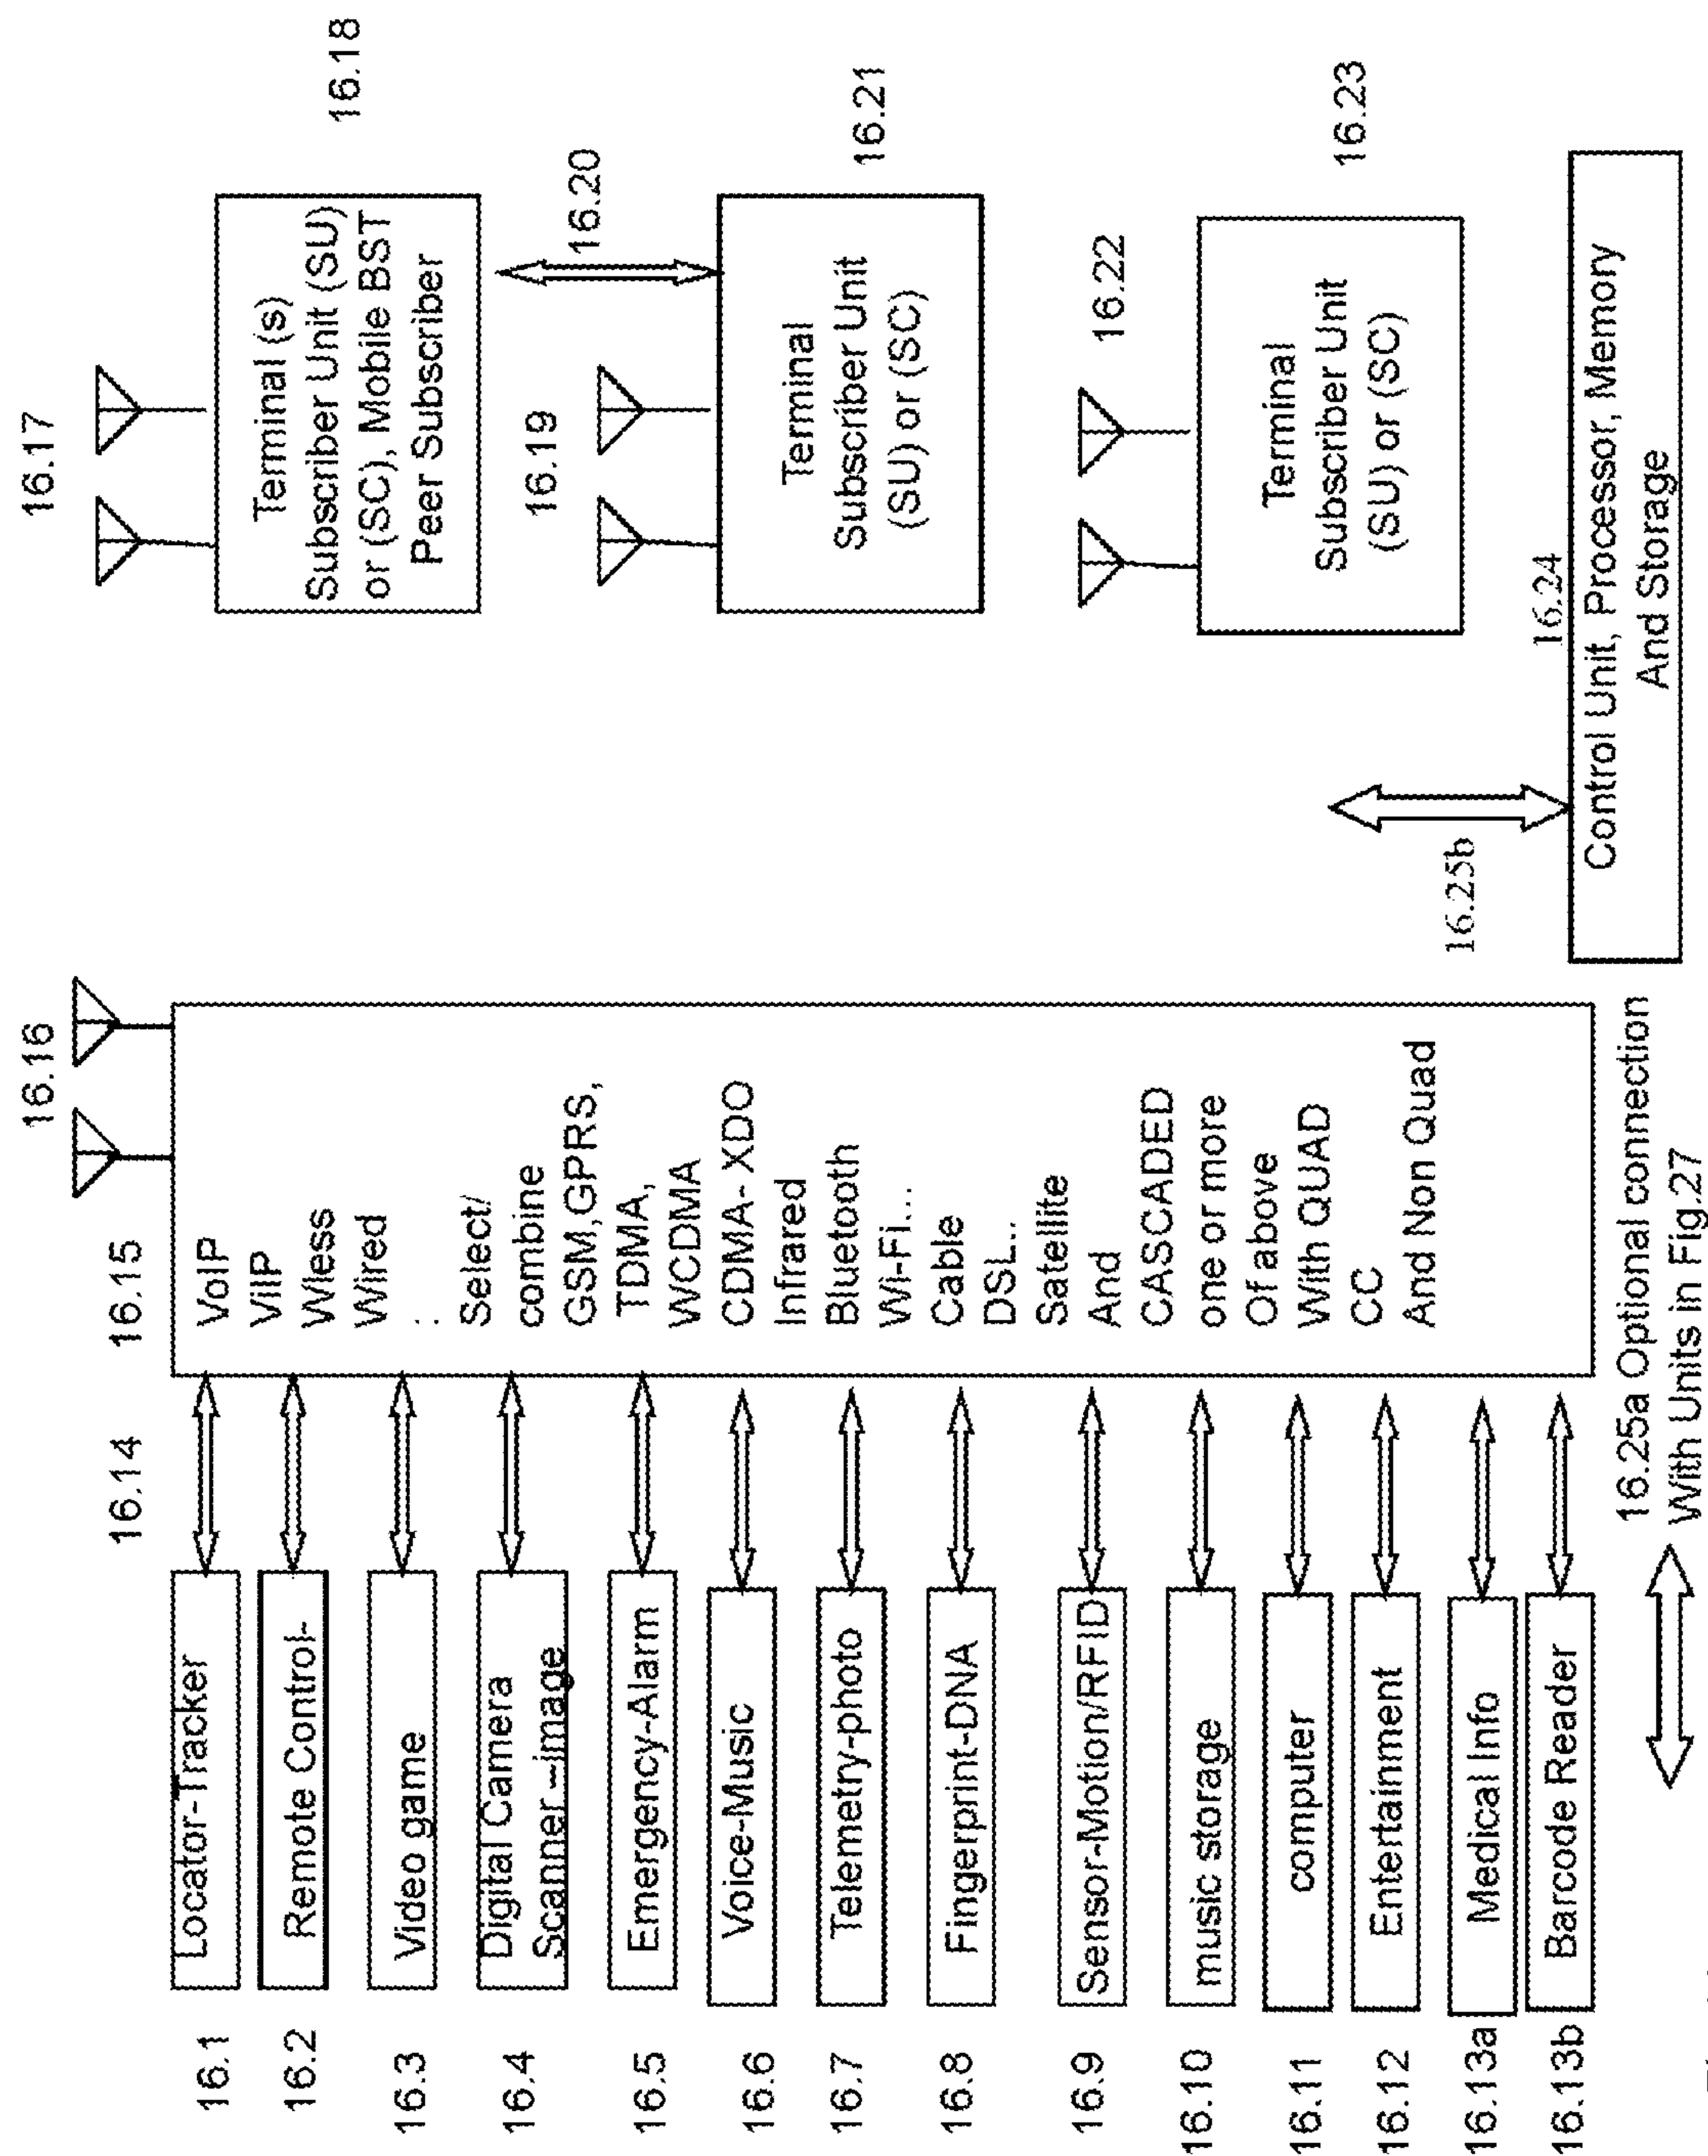 16.1
Locator-Tracker
16.2
Remote Control-
16.3
Video game
16.4
Digital Camera
Scanner –image
16.5
Emergency-Alarm
16.6
Voice-Music
16.7
Telemetry-photo
16.8
Fingerprint-DNA
16.9
Sensor-Motion/RFID
16.10
music storage
16.11
computer
16.12
Entertainment
16.13a
Medical Info
16.13b
Barcode Reader
16.14
16.15
16.16
VoIP
ViIP
Wless
Wired
: 
Select/
combine
GSM,GPRS,
TDMA,
WCDMA
CDMA- XDO
Infrared
Bluetooth
Wi-Fi...
Cable
DSL..
Satellite
And
CASCADED
one or more
Of above
With QUAD
CC
And Non Quad
16.25a Optional connection
With Units in Fig.27
16.17
Terminal (s)
Subscriber Unit (SU)
or (SC), Mobile BST
Peer Subscriber
16.18
16.19
16.20
Terminal
Subscriber Unit
(SU) or (SC)
16.21
16.22
Terminal
Subscriber Unit
(SU) or (SC)
16.23
16.24
16.25b
Control Unit, Processor, Memory
And Storage